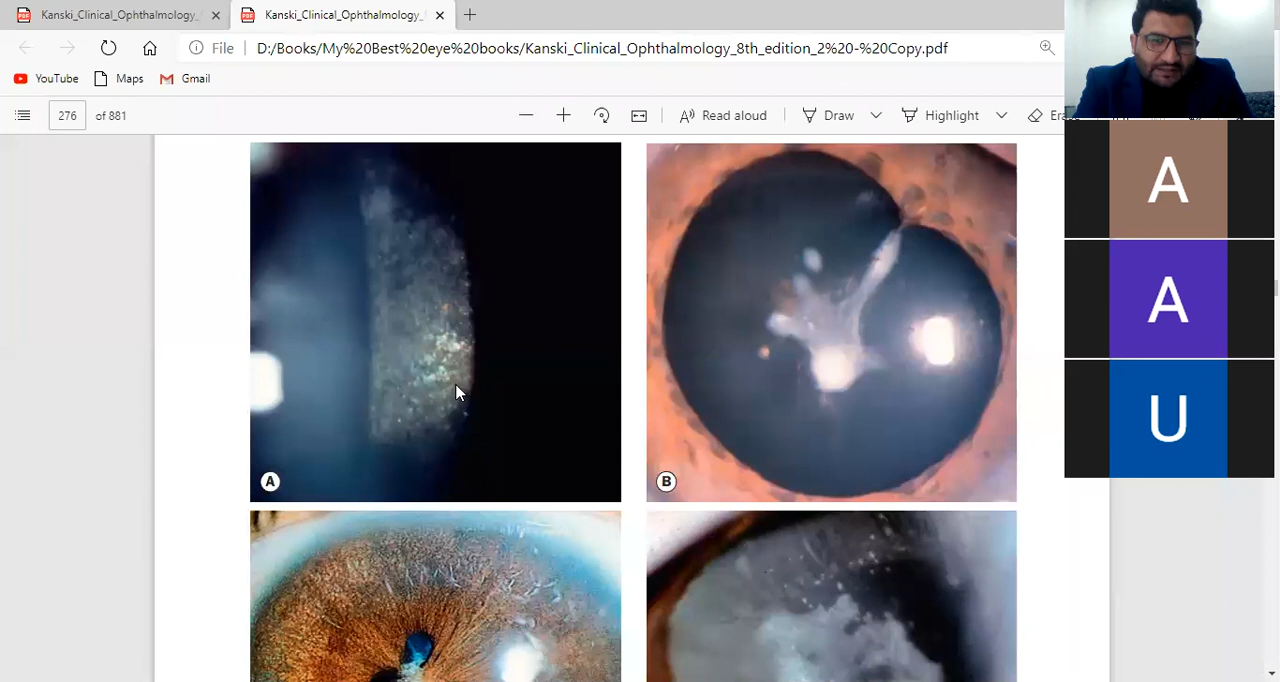 Kanski_Clinical_Ophthalmology_
Kanski_Clinical_Ophthalmology_
File D:/Books/My%20Best%20eye%20books/Kanski_Clinical_Ophthalmology_8th_edition_2%20-%20Copy.pdf
YouTube Maps Gmail
276 of 881 Read aloud Draw Highlight
A B
A
A
U